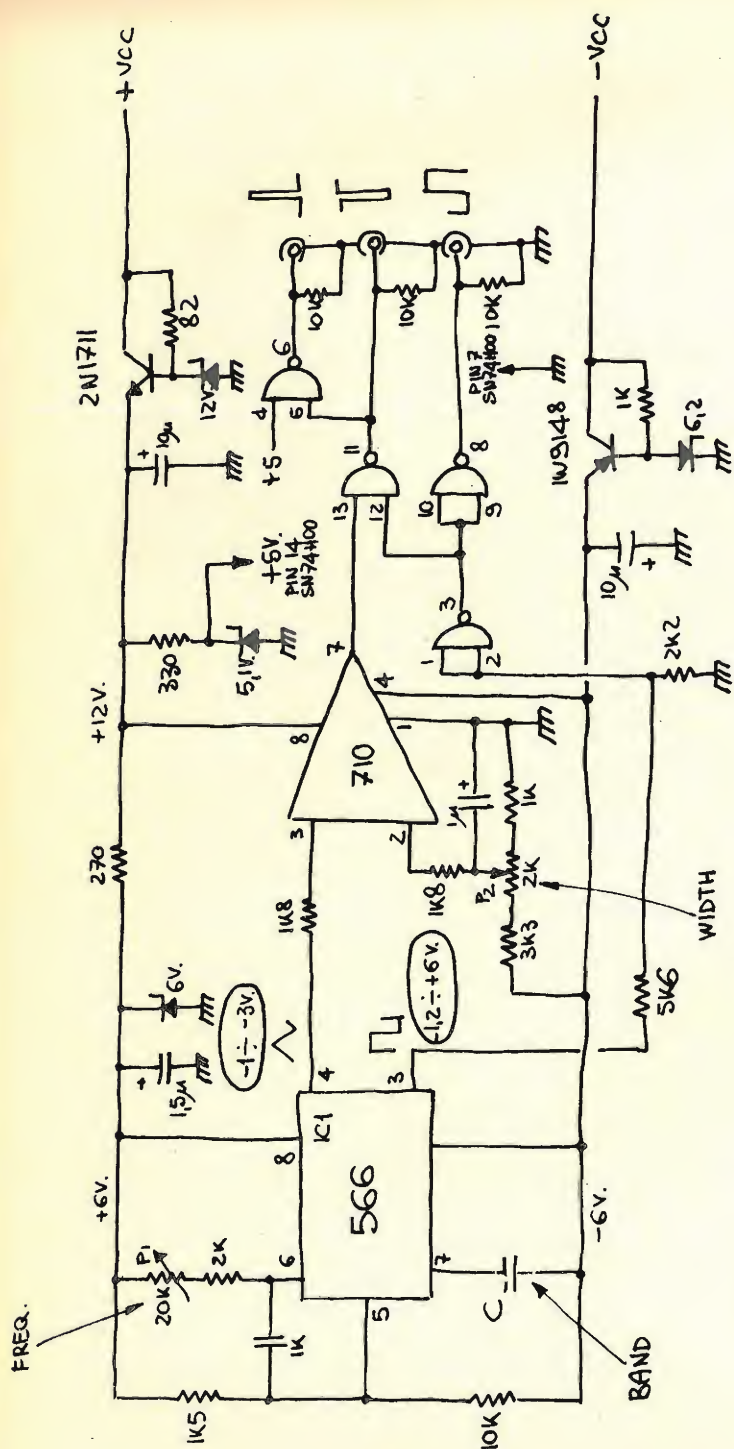 FREQ.
+6V.
270
+12V.
2N1711
+VCC
P1
20K
2K
1K5
1K
10K
1,5μ
6V.
330
5,1V.
+5V.
PIN 14
SN74H00
10μ
+
12V
82
IC1
566
8
6
5
7
4
3
-1 ÷ -3V.
-1,2 ÷ +6V.
1K8
3
2
8
710
7
4
1
1K8
1μ
+
P2
2K
3K3
1K
WIDTH
5K6
2K2
13
12
11
+5
4
5
6
10K
10K
10K
1
2
3
10
9
8
PIN 7
SN74H00
C
BAND
-6V.
10μ
+
1W9148
1K
6,2
-VCC